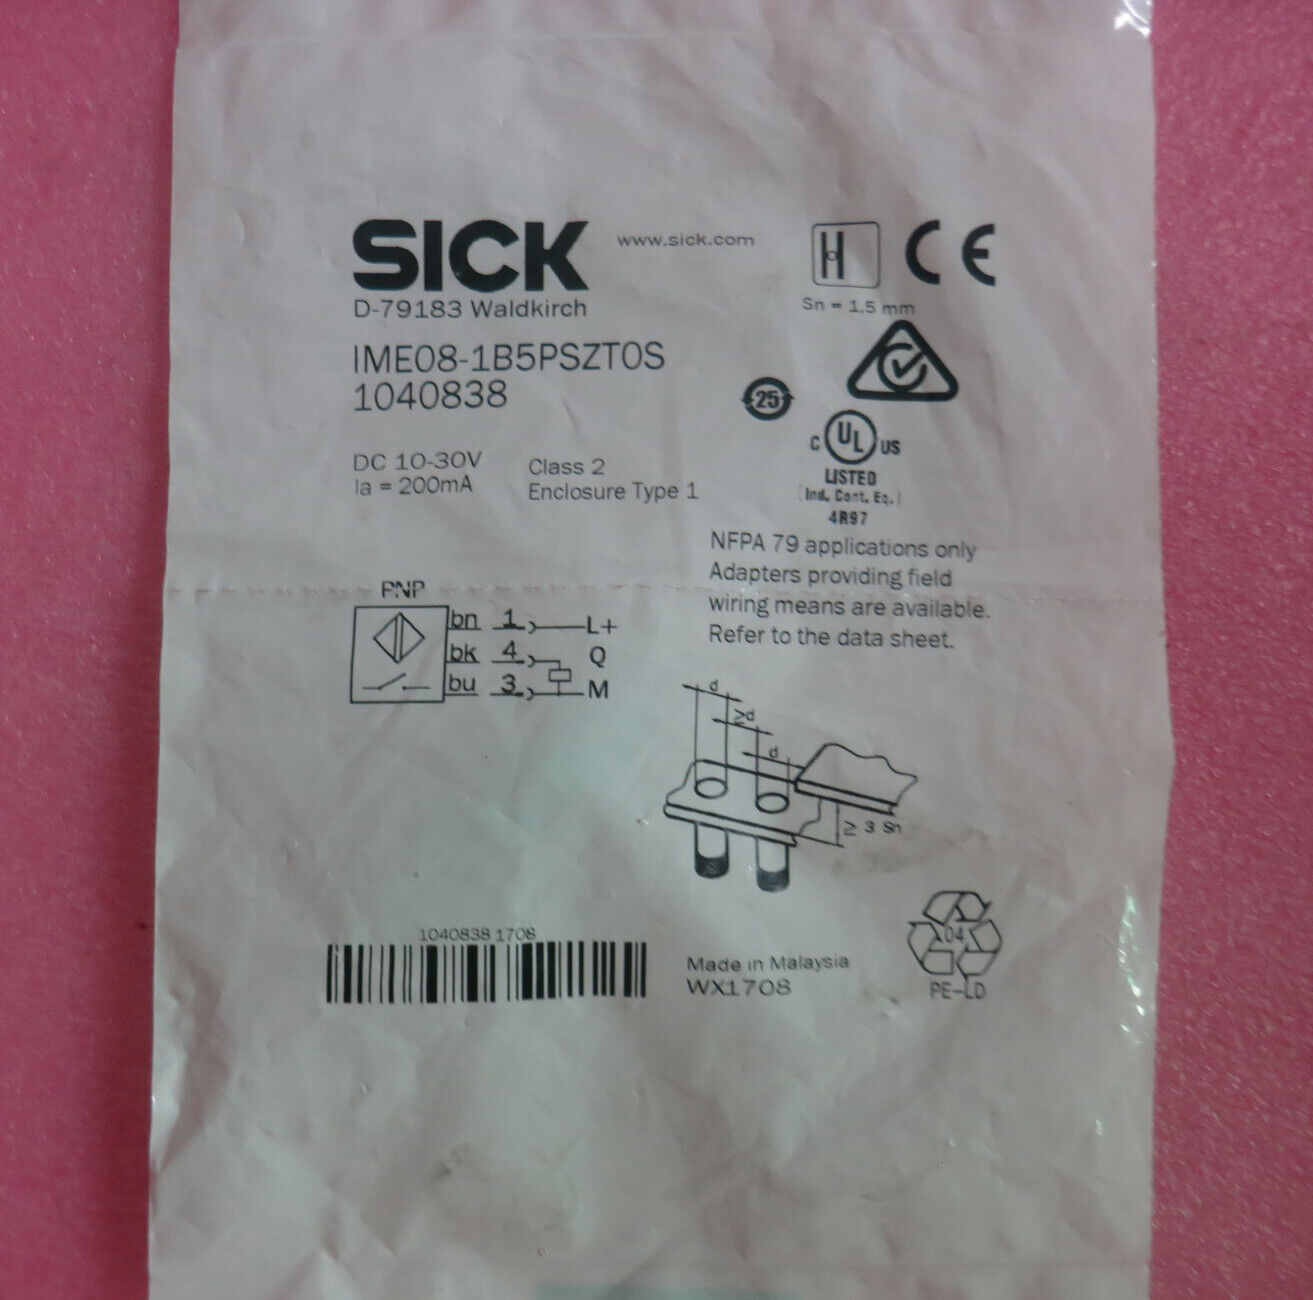 SICK
www.sick.com
H
CE
D-79183 Waldkirch
Sn = 1,5 mm
IME08-1B5PSZT0S
1040838
25
C UL US
LISTED
Ind. Cont. Eq.
4R97
DC 10-30V
Ia = 200mA
Class 2
Enclosure Type 1
NFPA 79 applications only
Adapters providing field
wiring means are available.
Refer to the data sheet.
PNP
bn 1 L+
bk 4 Q
bu 3 M
d
≥d
d
≥ 3 Sn
1040838 1708
Made in Malaysia
WX1708
04
PE-LD